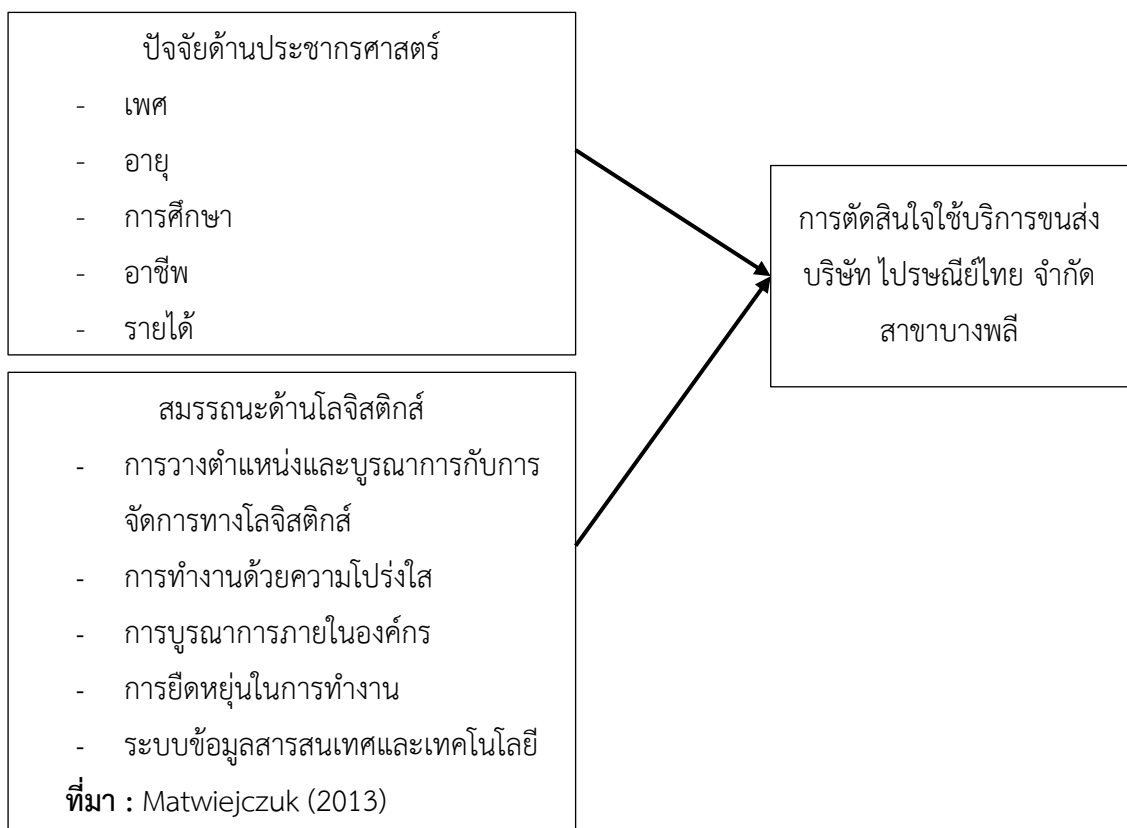 ปัจจัยด้านประชากรศาสตร์
- เพศ
- อายุ
- การศึกษา
- อาชีพ
- รายได้
การตัดสินใจใช้บริการขนส่ง
บริษัท ไปรษณีย์ไทย จำกัด
สาขาบางพลี
สมรรถนะด้านโลจิสติกส์
- การวางตำแหน่งและบูรณาการกับการ
จัดการทางโลจิสติกส์
- การทำงานด้วยความโปร่งใส
- การบูรณาการภายในองค์กร
- การยืดหยุ่นในการทำงาน
- ระบบข้อมูลสารสนเทศและเทคโนโลยี
ที่มา : Matwiejczuk (2013)